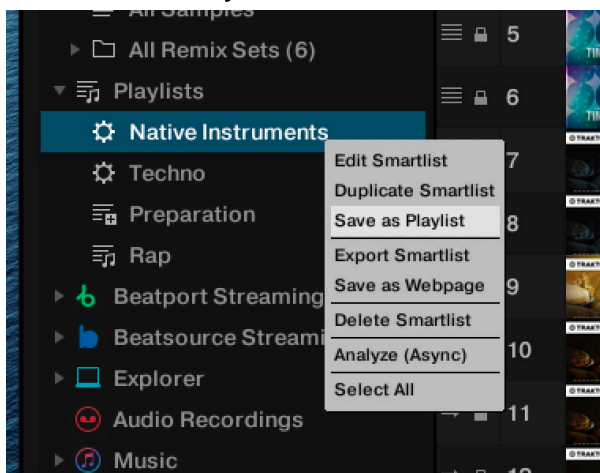 All Samples
All Remix Sets (6)
Playlists
Native Instruments
Techno
Preparation
Rap
Beatport Streaming
Beatsource Streami
Explorer
Audio Recordings
Music
Edit Smartlist
Duplicate Smartlist
Save as Playlist
Export Smartlist
Save as Webpage
Delete Smartlist
Analyze (Async)
Select All
5
6
7
8
9
10
11
12